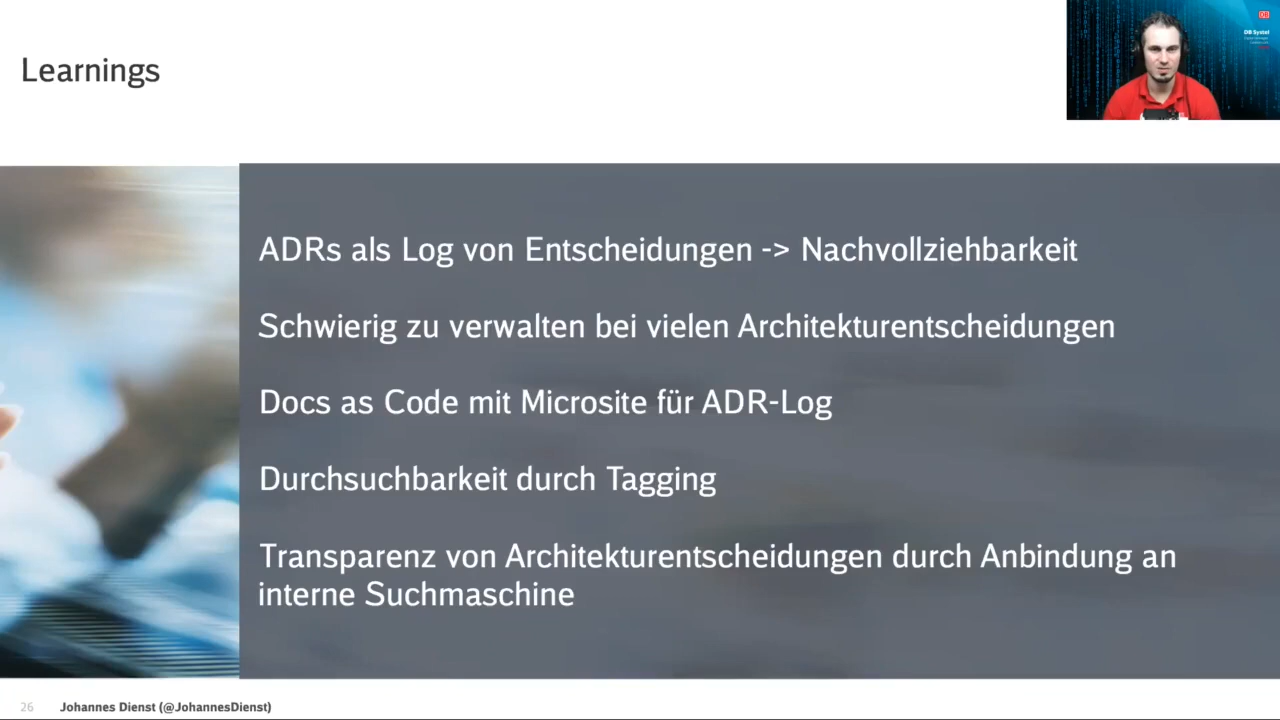 Learnings
DB
DB Systel
ADRs als Log von Entscheidungen -> Nachvollziehbarkeit
Schwierig zu verwalten bei vielen Architekturentscheidungen
Docs as Code mit Microsite für ADR-Log
Durchsuchbarkeit durch Tagging
Transparenz von Architekturentscheidungen durch Anbindung an
interne Suchmaschine
26 Johannes Dienst (@JohannesDienst)